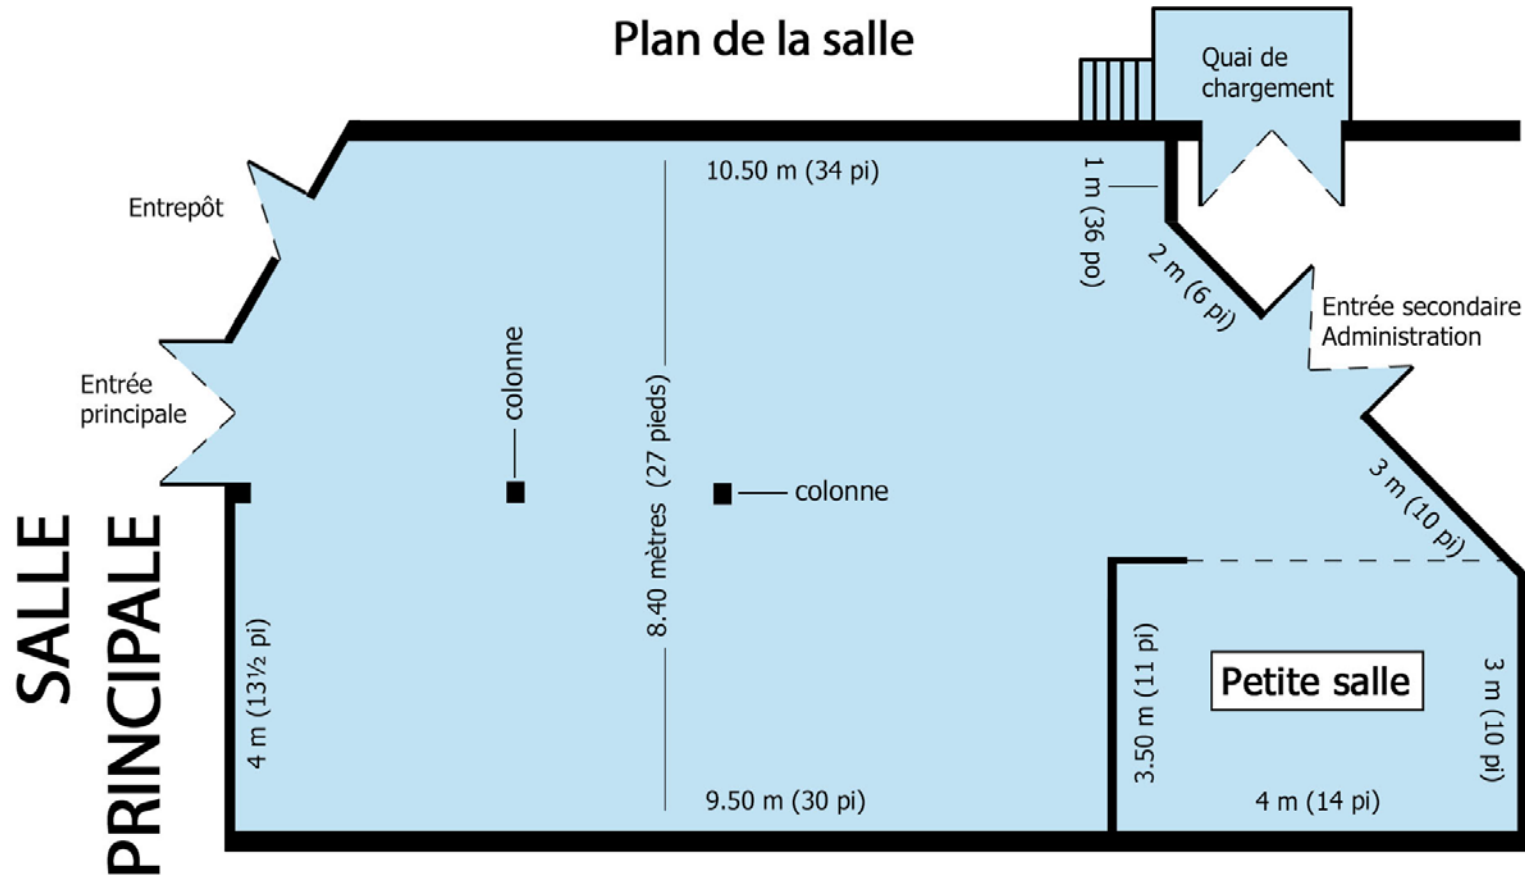 Plan de la salle
Quai de
chargement
10.50 m (34 pi)
1 m (36 po)
Entrepôt
2 m (6 pi)
Entrée secondaire
Administration
Entrée
principale
colonne
8.40 mètres (27 pieds)
colonne
3 m (10 pi)
SALLE
PRINCIPALE
4 m (13½ pi)
3.50 m (11 pi)
Petite salle
3 m (10 pi)
9.50 m (30 pi)
4 m (14 pi)